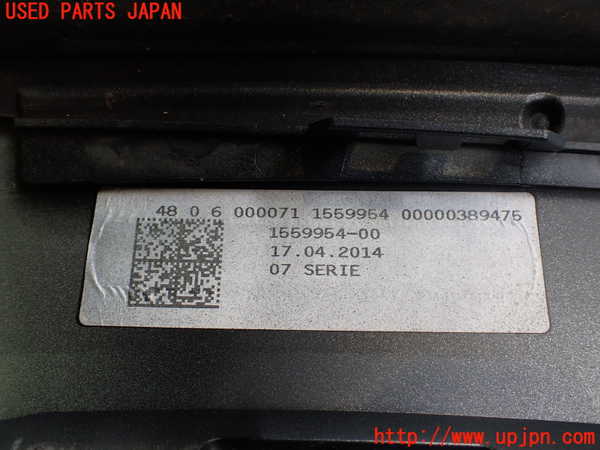 USED PARTS JAPAN
48 0 6 000071 1559954 00000389475
1559954-00
17.04.2014
07 SERIE
http://www.upjpn.com/